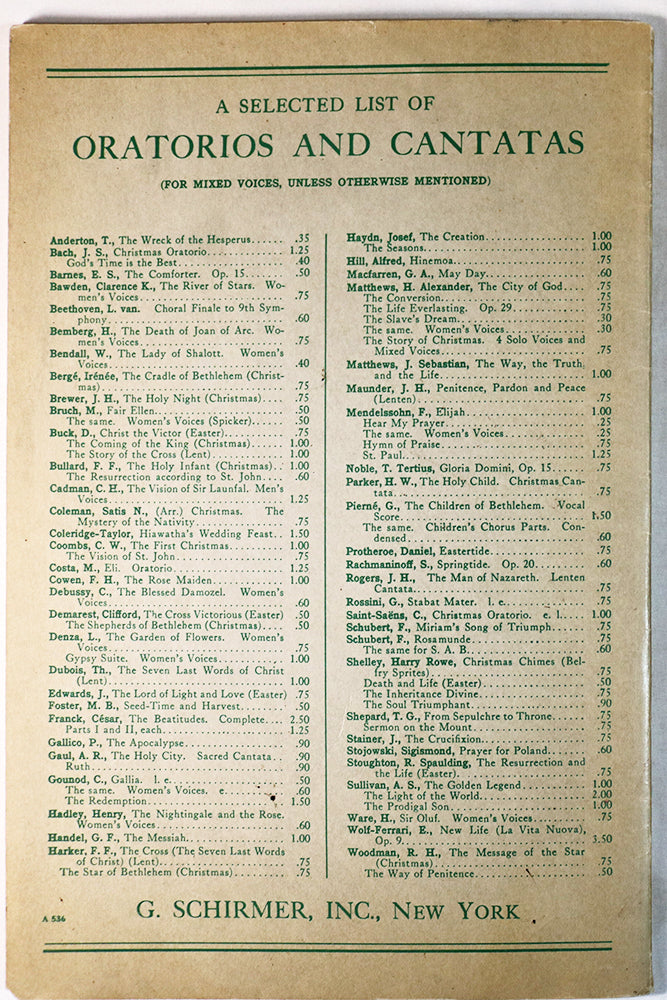 A SELECTED LIST OF
ORATORIOS AND CANTATAS
(FOR MIXED VOICES, UNLESS OTHERWISE MENTIONED)
Anderton, T., The Wreck of the Hesperus...... .35
Bach, J. S., Christmas Oratorio............... 1.25
God's Time is the Best.................... .40
Barnes, E. S., The Comforter. Op. 15...... .50
Bawden, Clarence K., The River of Stars. Wo-
men's Voices............................ .75
Beethoven, L. van. Choral Finale to 9th Sym-
phony................................. .60
Bemberg, H., The Death of Joan of Arc. Wo-
men's Voices............................ .75
Bendall, W., The Lady of Shalott. Women's
Voices................................. .40
Bergé, Irénée, The Cradle of Bethlehem (Christ-
mas)................................... .75
Brewer, J. H., The Holy Night (Christmas).... .75
Bruch, M., Fair Ellen........................ .50
The same. Women's Voices (Spicker)..... .50
Buck, D., Christ the Victor (Easter)......... .75
The Coming of the King (Christmas)...... 1.00
The Story of the Cross (Lent)............. 1.00
Bullard, F. F., The Holy Infant (Christmas).. 1.00
The Resurrection according to St. John.... .60
Cadman, C. H., The Vision of Sir Launfal. Men's
Voices................................. 1.25
Coleman, Satis N., (Arr.) Christmas. The
Mystery of the Nativity.................. .75
Coleridge-Taylor, Hiawatha's Wedding Feast.. 1.50
Coombs, C. W., The First Christmas......... 1.00
The Vision of St. John................... .75
Costa, M., Eli. Oratorio.................... 1.25
Cowen, F. H., The Rose Maiden............. 1.00
Debussy, C., The Blessed Damozel. Women's
Voices................................. .60
Demarest, Clifford, The Cross Victorious (Easter) .50
The Shepherds of Bethlehem (Christmas).... .50
Denza, L., The Garden of Flowers. Women's
Voices................................. .75
Gypsy Suite. Women's Voices............ 1.00
Dubois, Th., The Seven Last Words of Christ
(Lent)................................. 1.00
Edwards, J., The Lord of Light and Love (Easter) .75
Foster, M. B., Seed-Time and Harvest........ .50
Franck, César, The Beatitudes. Complete.... 2.50
Parts I and II, each..................... 1.25
Gallico, P., The Apocalypse................. .90
Gaul, A. R., The Holy City. Sacred Cantata.. .90
Ruth.................................. .90
Gounod, C., Gallia. l. e..................... .50
The same. Women's Voices. e............ .60
The Redemption......................... 1.50
Hadley, Henry, The Nightingale and the Rose.
Women's Voices......................... .60
Handel, G. F., The Messiah.................. 1.00
Harker, F. F., The Cross (The Seven Last Words
of Christ) (Lent)........................ .75
The Star of Bethlehem (Christmas)......... .75
Haydn, Josef, The Creation................. 1.00
The Seasons............................ 1.00
Hill, Alfred, Hinemoa....................... .75
Macfarren, G. A., May Day.................. .60
Matthews, H. Alexander, The City of God.... .75
The Conversion......................... .75
The Life Everlasting. Op. 29.............. .75
The Slave's Dream....................... .30
The same. Women's Voices............... .30
The Story of Christmas. 4 Solo Voices and
Mixed Voices........................... .75
Matthews, J. Sebastian, The Way, the Truth,
and the Life............................ 1.00
Maunder, J. H., Penitence, Pardon and Peace
(Lenten)............................... .75
Mendelssohn, F., Elijah..................... 1.00
Hear My Prayer......................... .25
The same. Women's Voices............... .25
Hymn of Praise......................... .75
St. Paul................................ 1.25
Noble, T. Tertius, Gloria Domini, Op. 15...... .75
Parker, H. W., The Holy Child. Christmas Can-
tata................................... .75
Pierné, G., The Children of Bethlehem. Vocal
Score.................................. 1.50
The same. Children's Chorus Parts. Con-
densed................................. .60
Protheroe, Daniel, Eastertide................ .75
Rachmaninoff, S., Springtide. Op. 20......... .60
Rogers, J. H., The Man of Nazareth. Lenten
Cantata................................ .75
Rossini, G., Stabat Mater. l. e............... .75
Saint-Saëns, C., Christmas Oratorio. e. l..... 1.00
Schubert, F., Miriam's Song of Triumph...... .75
Schubert, F., Rosamunde.................... .75
The same for S. A. B..................... .60
Shelley, Harry Rowe, Christmas Chimes (Bel-
fry Sprites)............................. .75
Death and Life (Easter).................. .50
The Inheritance Divine................... .75
The Soul Triumphant..................... .90
Shepard, T. G., From Sepulchre to Throne..... .75
Sermon on the Mount..................... .75
Stainer, J., The Crucifixion.................. .75
Stojowski, Sigismond, Prayer for Poland...... .60
Stoughton, R. Spaulding, The Resurrection and
the Life (Easter)........................ .75
Sullivan, A. S., The Golden Legend........... 1.00
The Light of the World................... 2.00
The Prodigal Son........................ 1.00
Ware, H., Sir Oluf. Women's Voices......... .75
Wolf-Ferrari, E., New Life (La Vita Nuova),
Op. 9.................................. 3.50
Woodman, R. H., The Message of the Star
(Christmas)............................ .75
The Way of Penitence.................... .50
A 536
G. SCHIRMER, INC., NEW YORK